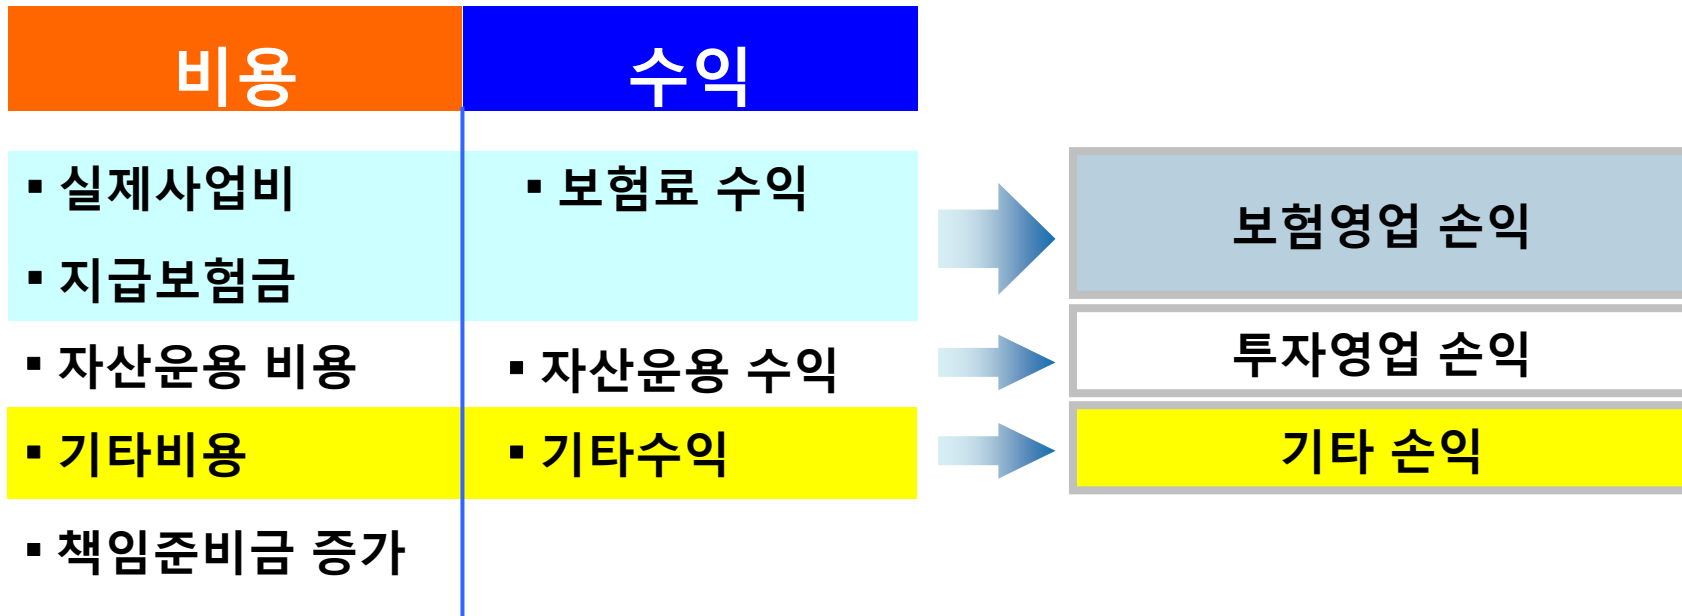 비용 수익
▪ 실제사업비 ▪ 보험료 수익
▪ 지급보험금
보험영업 손익
▪ 자산운용 비용 ▪ 자산운용 수익 투자영업 손익
▪ 기타비용 ▪ 기타수익 기타 손익
▪ 책임준비금 증가